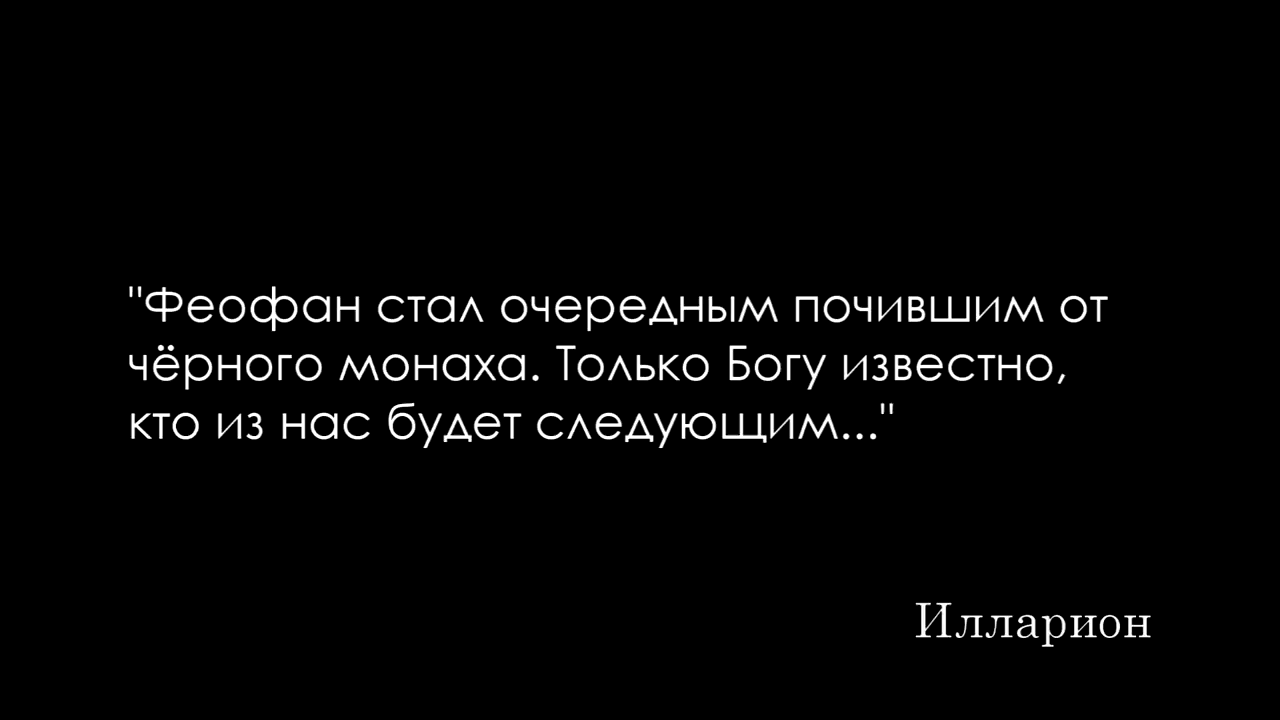 "Феофан стал очередным почившим от
чёрного монаха. Только Богу известно,
кто из нас будет следующим..."
Илларион